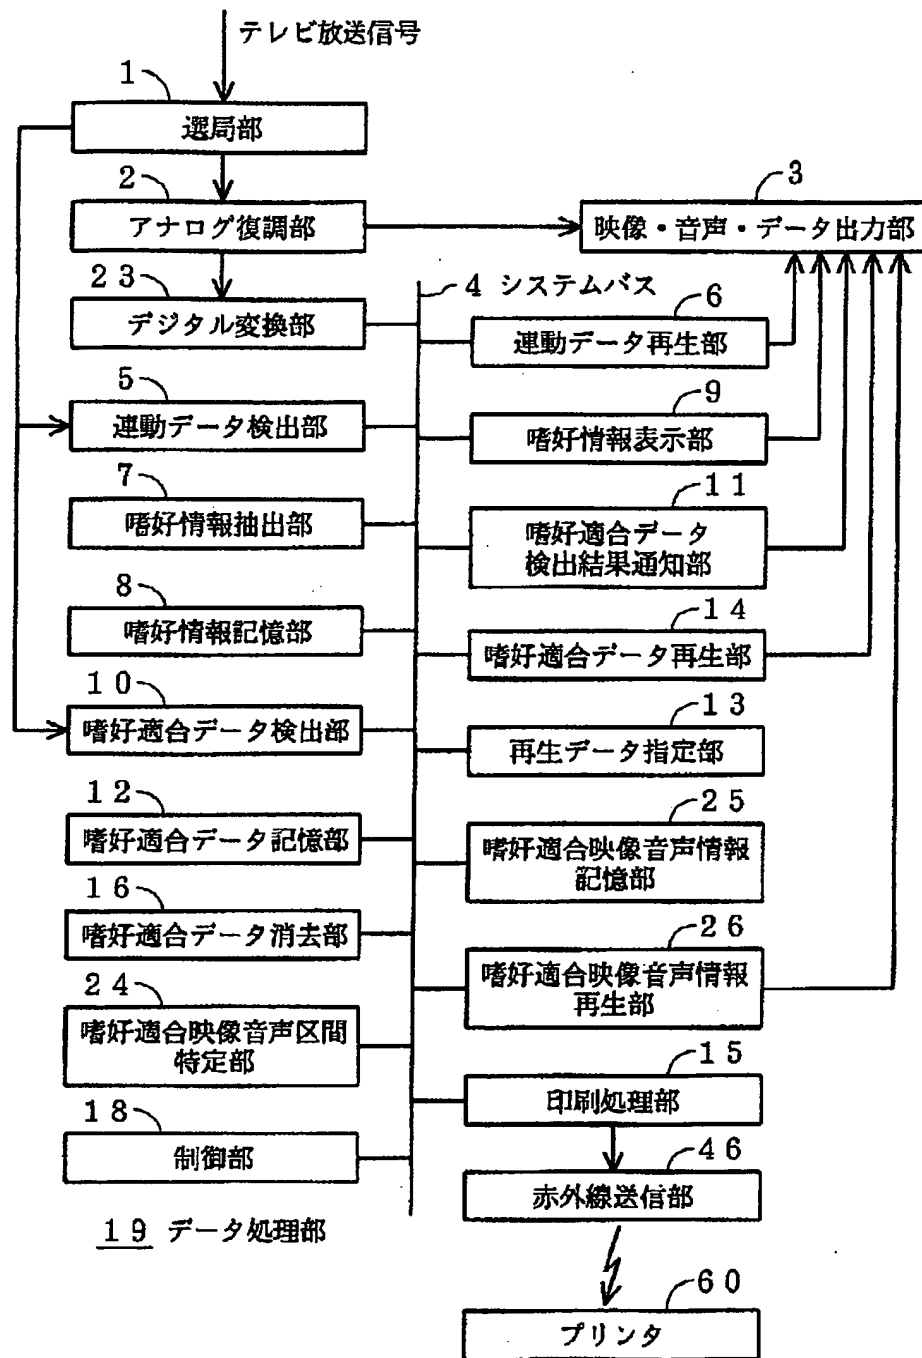 テレビ放送信号
1
選局部
2
アナログ復調部
3
映像・音声・データ出力部
23
デジタル変換部
4 システムバス
6
連動データ再生部
5
連動データ検出部
9
嗜好情報表示部
7
嗜好情報抽出部
11
嗜好適合データ
検出結果通知部
8
嗜好情報記憶部
14
嗜好適合データ再生部
10
嗜好適合データ検出部
13
再生データ指定部
12
嗜好適合データ記憶部
25
嗜好適合映像音声情報
記憶部
16
嗜好適合データ消去部
26
嗜好適合映像音声情報
再生部
24
嗜好適合映像音声区間
特定部
15
印刷処理部
18
制御部
46
赤外線送信部
19 データ処理部
60
プリンタ